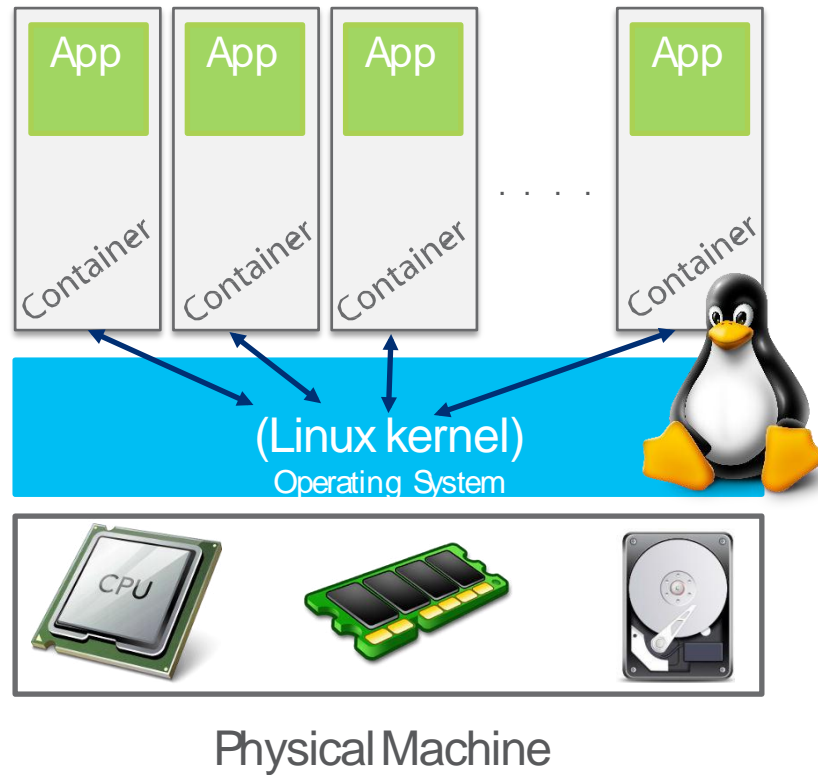 App
App
App
App
. . . .
Container
Container
Container
Container
(Linux kernel)
Operating System
CPU
Physical Machine